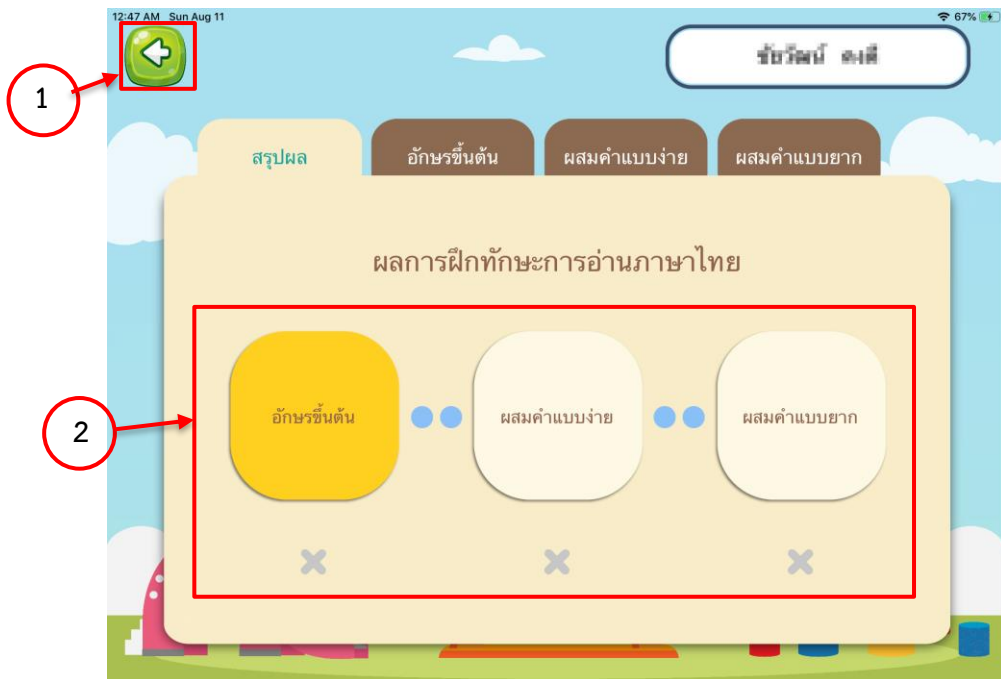 12:47 AM Sun Aug 11
67%
1
สรุปผล
อักษรขึ้นต้น
ผสมคำแบบง่าย
ผสมคำแบบยาก
ผลการฝึกทักษะการอ่านภาษาไทย
2
อักษรขึ้นต้น
ผสมคำแบบง่าย
ผสมคำแบบยาก